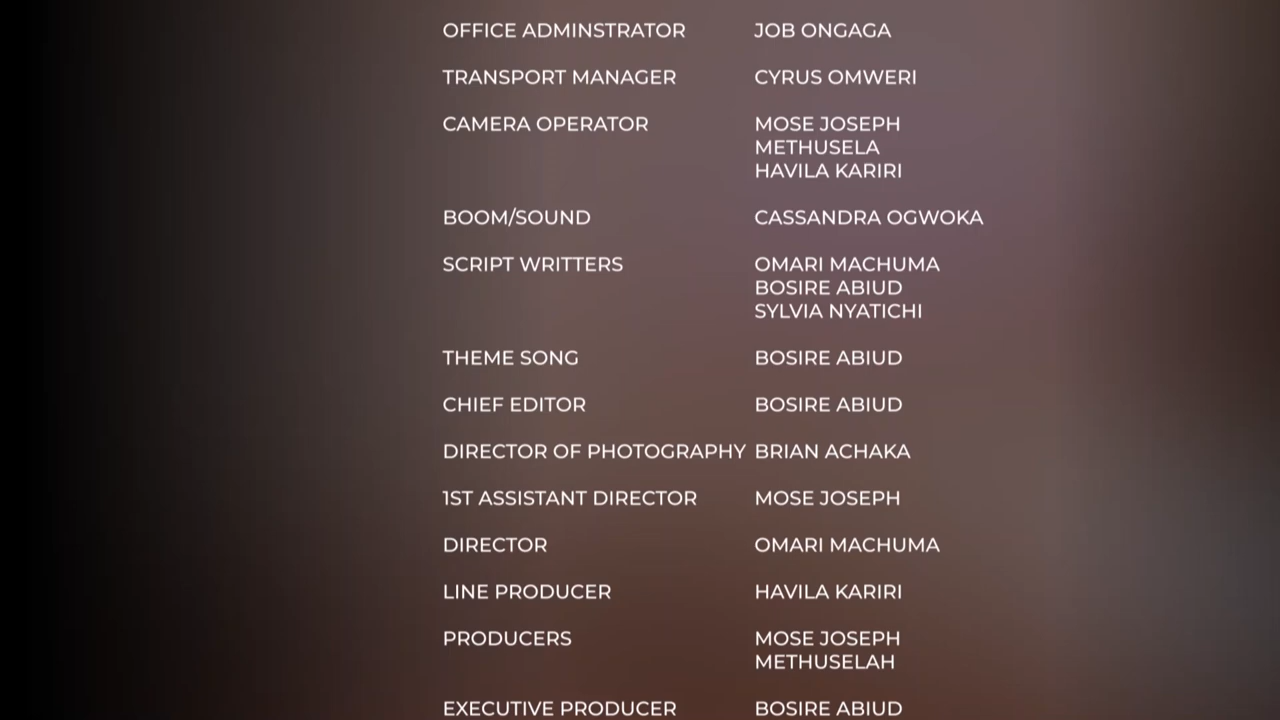 OFFICE ADMINSTRATOR JOB ONGAGA
TRANSPORT MANAGER CYRUS OMWERI
CAMERA OPERATOR MOSE JOSEPH
METHUSELA
HAVILA KARIRI
BOOM/SOUND CASSANDRA OGWOKA
SCRIPT WRITTERS OMARI MACHUMA
BOSIRE ABIUD
SYLVIA NYATICHI
THEME SONG BOSIRE ABIUD
CHIEF EDITOR BOSIRE ABIUD
DIRECTOR OF PHOTOGRAPHY BRIAN ACHAKA
1ST ASSISTANT DIRECTOR MOSE JOSEPH
DIRECTOR OMARI MACHUMA
LINE PRODUCER HAVILA KARIRI
PRODUCERS MOSE JOSEPH
METHUSELAH
EXECUTIVE PRODUCER BOSIRE ABIUD